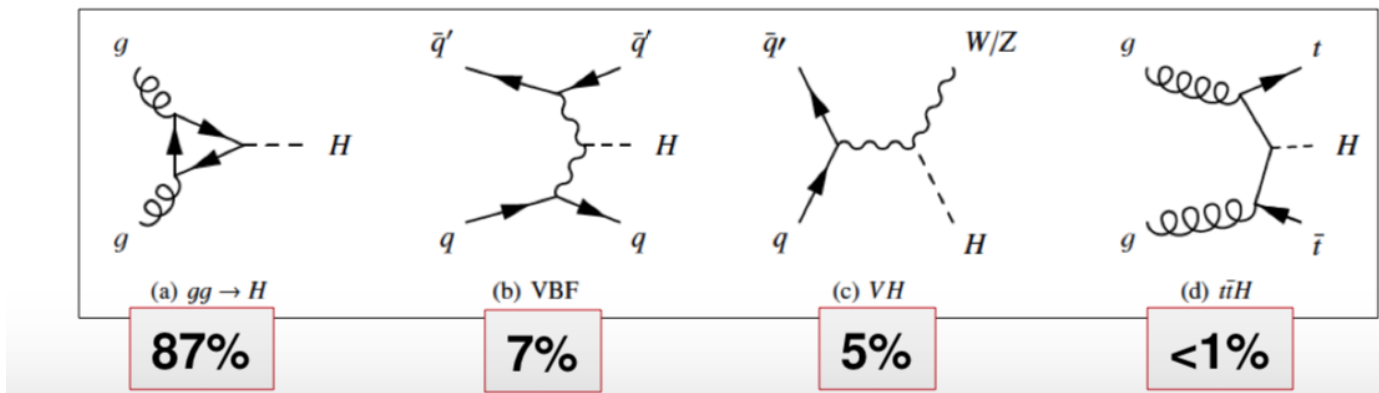 g q̄′ q̄′ q̄′ W/Z g t
H H H
g q q q H g t̄
(a) gg → H (b) VBF (c) VH (d) tt̄H
87% 7% 5% <1%